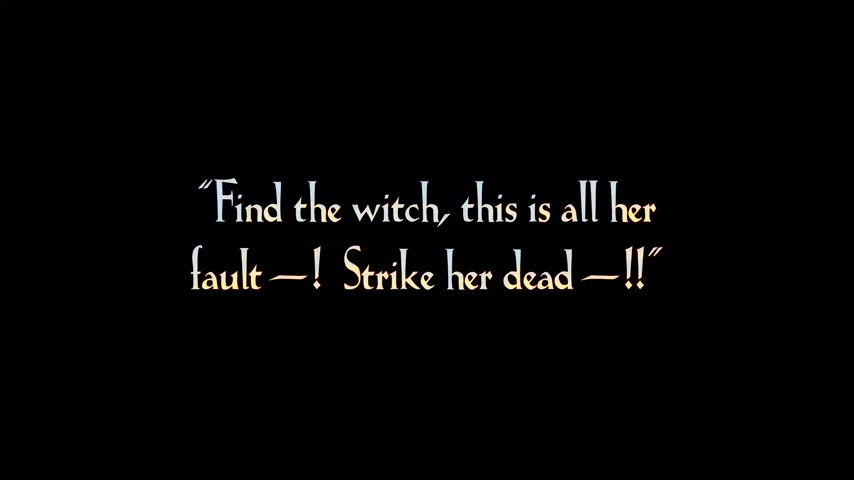 “Find the witch, this is all her
fault —! Strike her dead —!!”